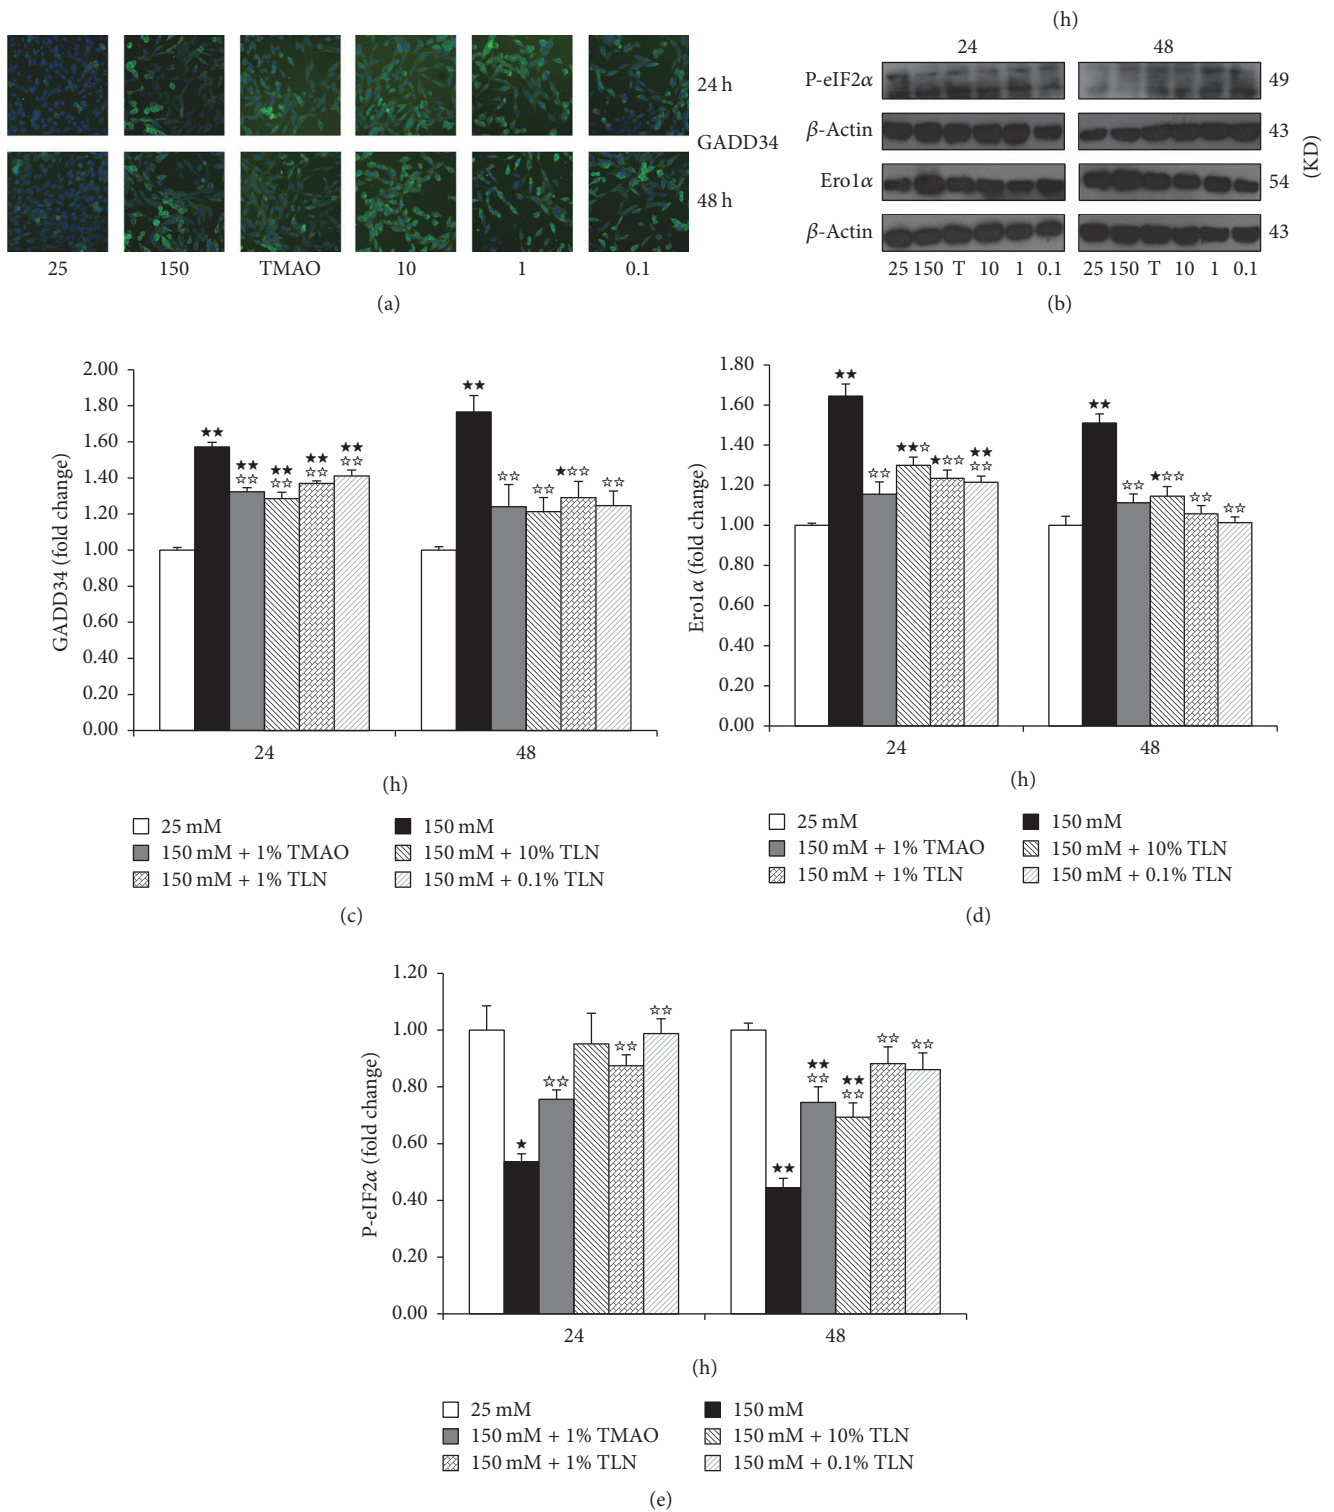 24 h
GADD34
48 h
25 150 TMAO 10 1 0.1
(a)
(h)
24 48
P-eIF2α 49
β-Actin 43
Ero1α 54
β-Actin 43
(KD)
25 150 T 10 1 0.1 25 150 T 10 1 0.1
(b)
GADD34 (fold change)
2.00
1.80
1.60
1.40
1.20
1.00
0.80
0.60
0.40
0.20
0.00
★★
★★
☆☆
★★
☆☆
★★
☆☆
★★
☆☆
★★
☆☆
☆☆
★☆☆
☆☆
24 48
(h)
25 mM 150 mM
150 mM + 1% TMAO 150 mM + 10% TLN
150 mM + 1% TLN 150 mM + 0.1% TLN
(c)
Ero1α (fold change)
1.80
1.60
1.40
1.20
1.00
0.80
0.60
0.40
0.20
0.00
★★
☆☆
★★☆
★☆☆
★★
☆☆
★★
☆☆
★☆☆
☆☆
☆☆
24 48
(h)
25 mM 150 mM
150 mM + 1% TMAO 150 mM + 10% TLN
150 mM + 1% TLN 150 mM + 0.1% TLN
(d)
P-eIF2α (fold change)
1.20
1.00
0.80
0.60
0.40
0.20
0.00
★
☆☆
☆☆
☆☆
★★
★★
☆☆
★★
☆☆
☆☆
☆☆
24 48
(h)
25 mM 150 mM
150 mM + 1% TMAO 150 mM + 10% TLN
150 mM + 1% TLN 150 mM + 0.1% TLN
(e)